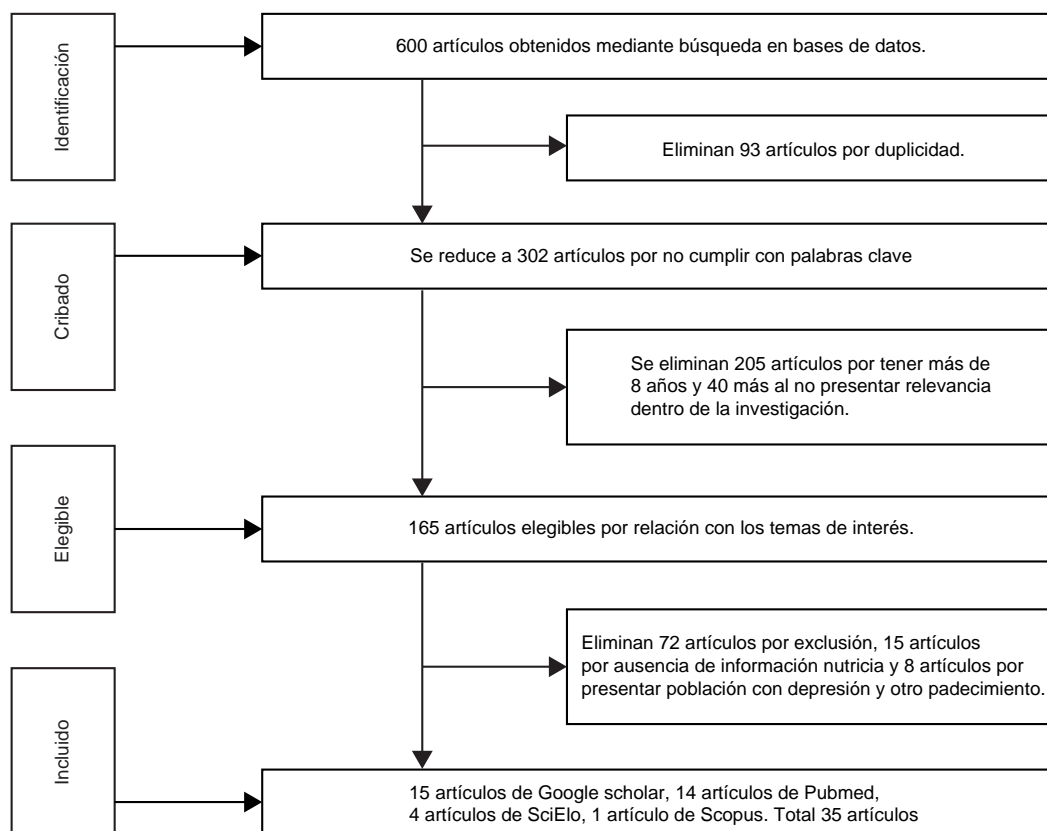 Identificación
600 artículos obtenidos mediante búsqueda en bases de datos.
Eliminan 93 artículos por duplicidad.
Cribado
Se reduce a 302 artículos por no cumplir con palabras clave
Se eliminan 205 artículos por tener más de
8 años y 40 más al no presentar relevancia
dentro de la investigación.
Elegible
165 artículos elegibles por relación con los temas de interés.
Eliminan 72 artículos por exclusión, 15 artículos
por ausencia de información nutricia y 8 artículos por
presentar población con depresión y otro padecimiento.
Incluido
15 artículos de Google scholar, 14 artículos de Pubmed,
4 artículos de SciElo, 1 artículo de Scopus. Total 35 artículos